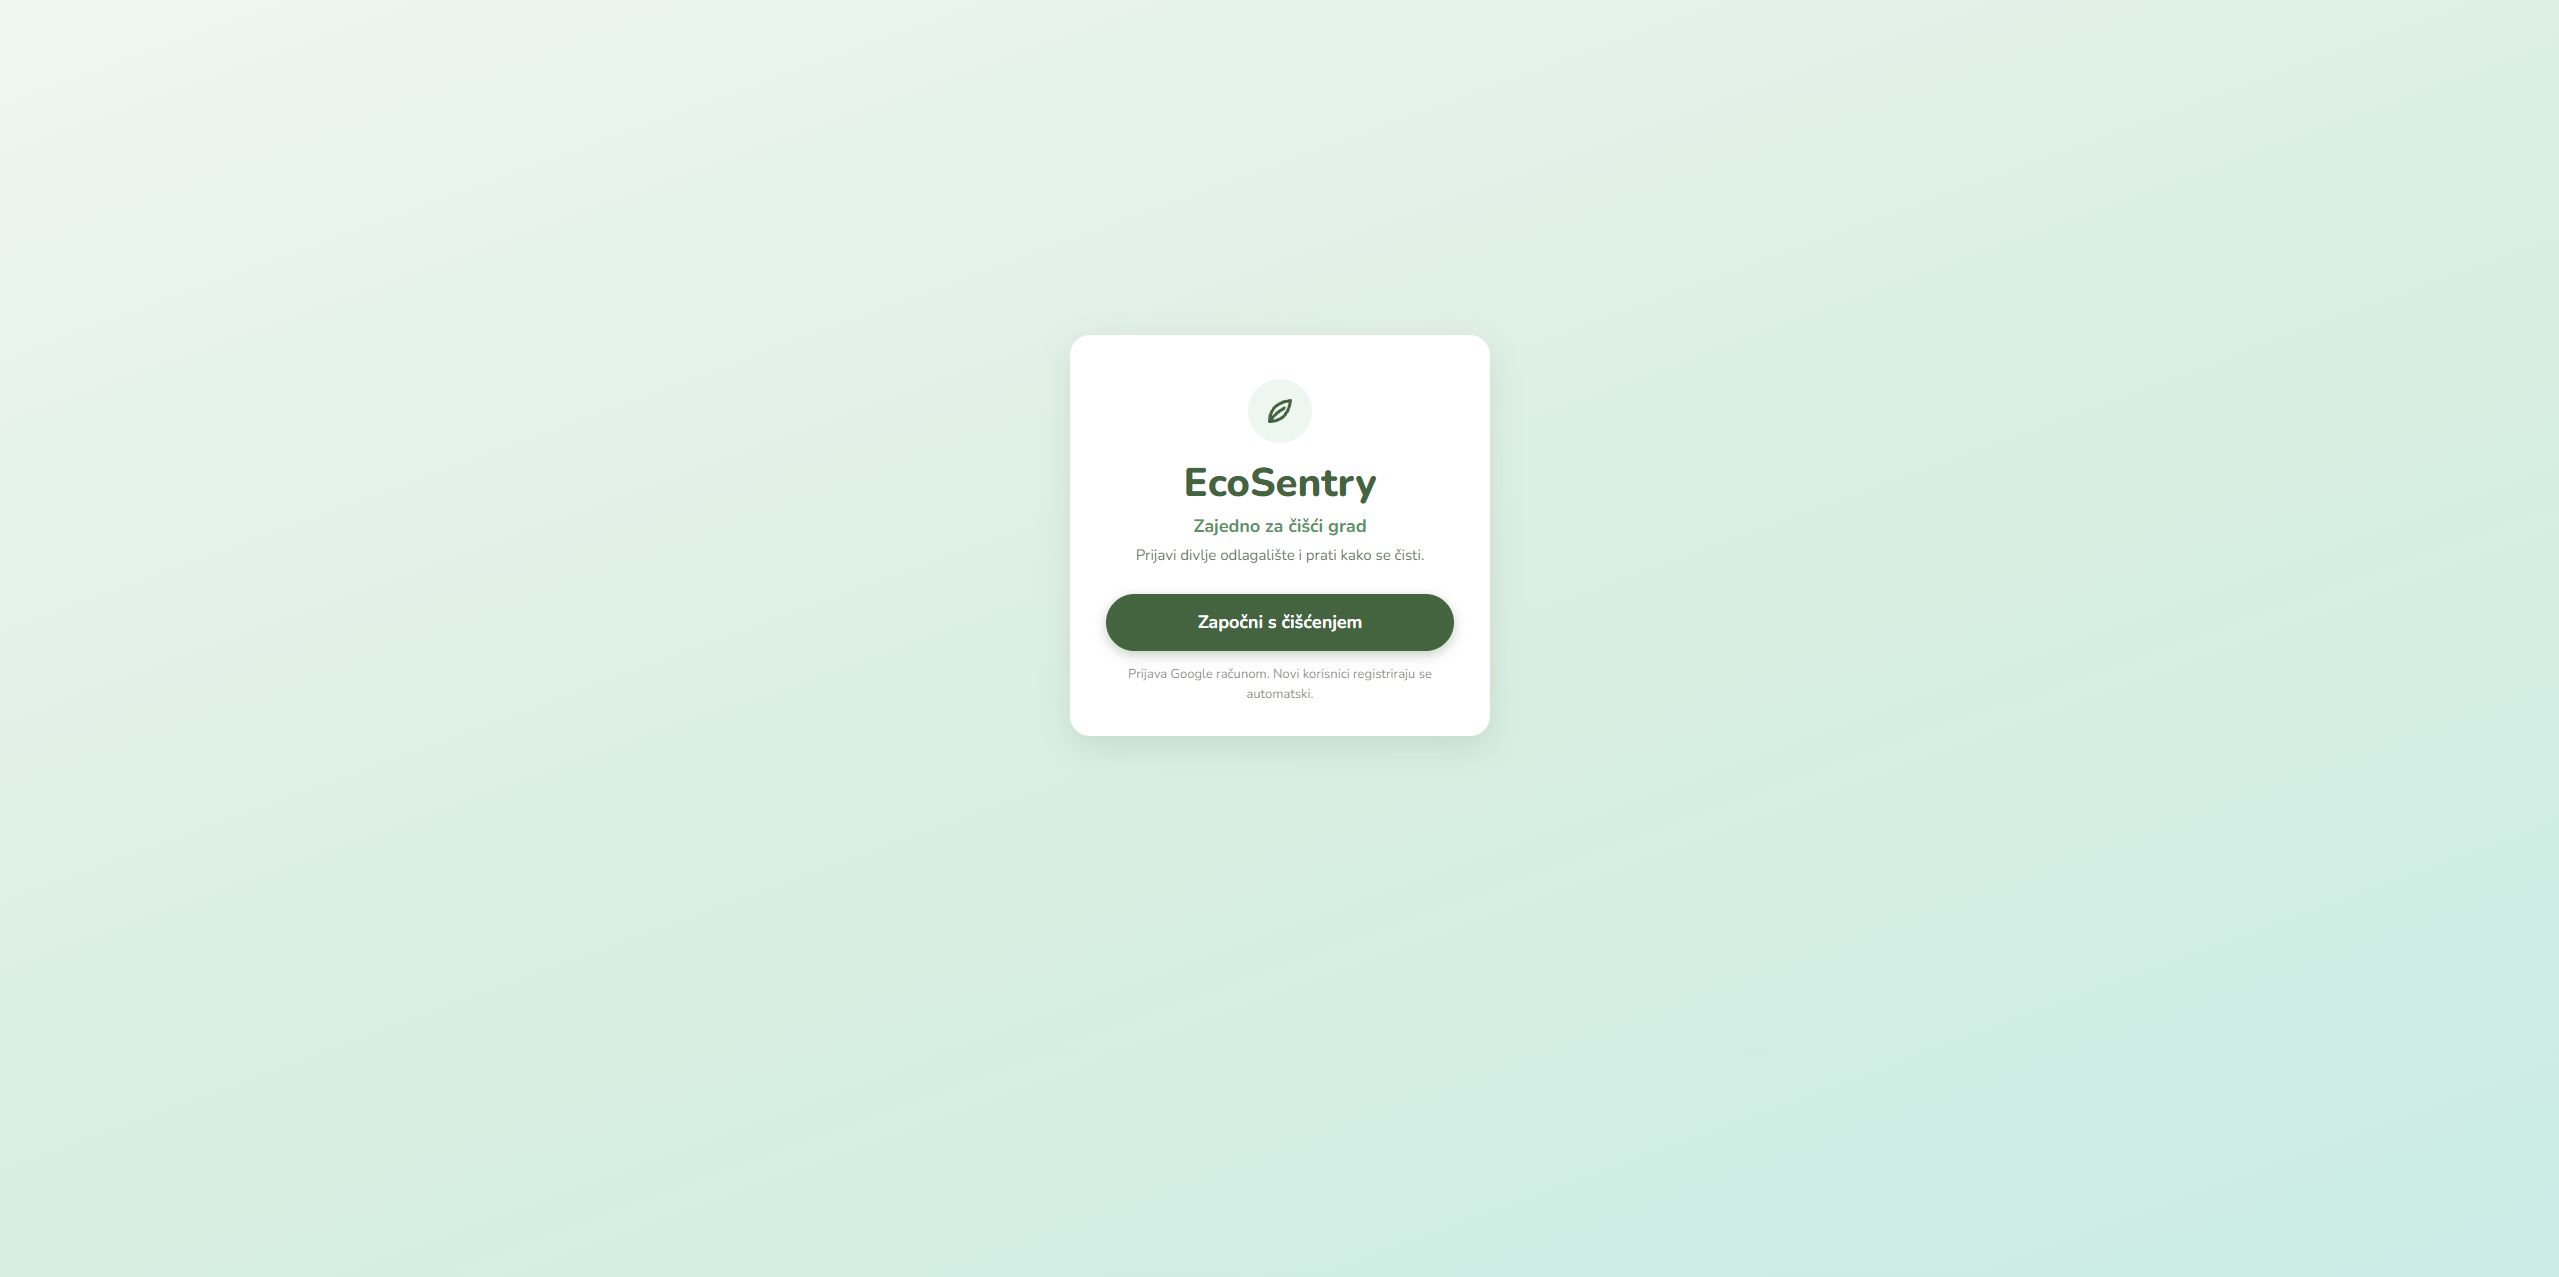 EcoSentry
Zajedno za čišći grad
Prijavi divlje odlagalište i prati kako se čisti.
Započni s čišćenjem
Prijava Google računom. Novi korisnici registriraju se
automatski.